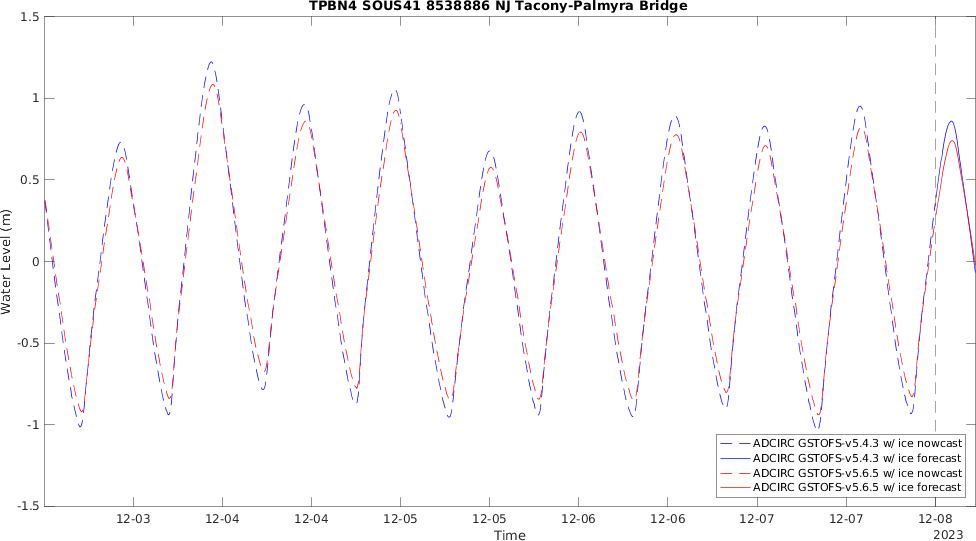 TPBN4 SOUS41 8538886 NJ Tacony-Palmyra Bridge
1.5
1
0.5
0
-0.5
-1
-1.5
Water Level (m)
ADCIRC GSTOFS-v5.4.3 w/ ice nowcast
ADCIRC GSTOFS-v5.4.3 w/ ice forecast
ADCIRC GSTOFS-v5.6.5 w/ ice nowcast
ADCIRC GSTOFS-v5.6.5 w/ ice forecast
12-03 12-04 12-04 12-05 12-05 12-06 12-06 12-07 12-07 12-08
2023
Time